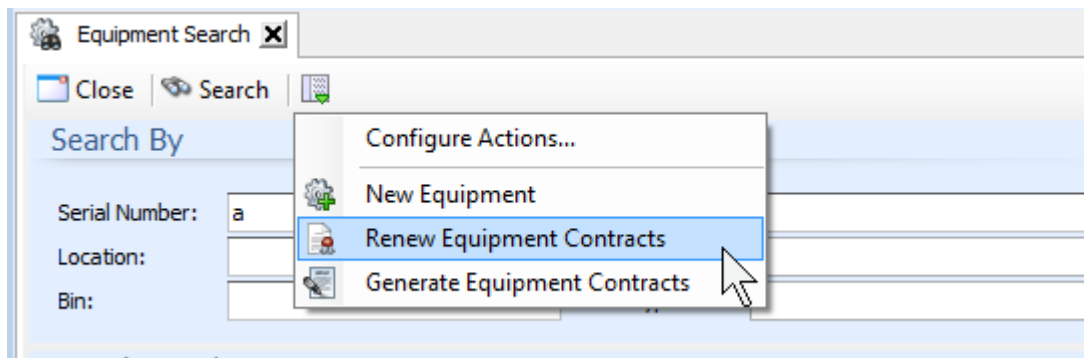 Equipment Search
Close Search
Configure Actions...
Search By
New Equipment
Serial Number: a
Renew Equipment Contracts
Location:
Generate Equipment Contracts
Bin: